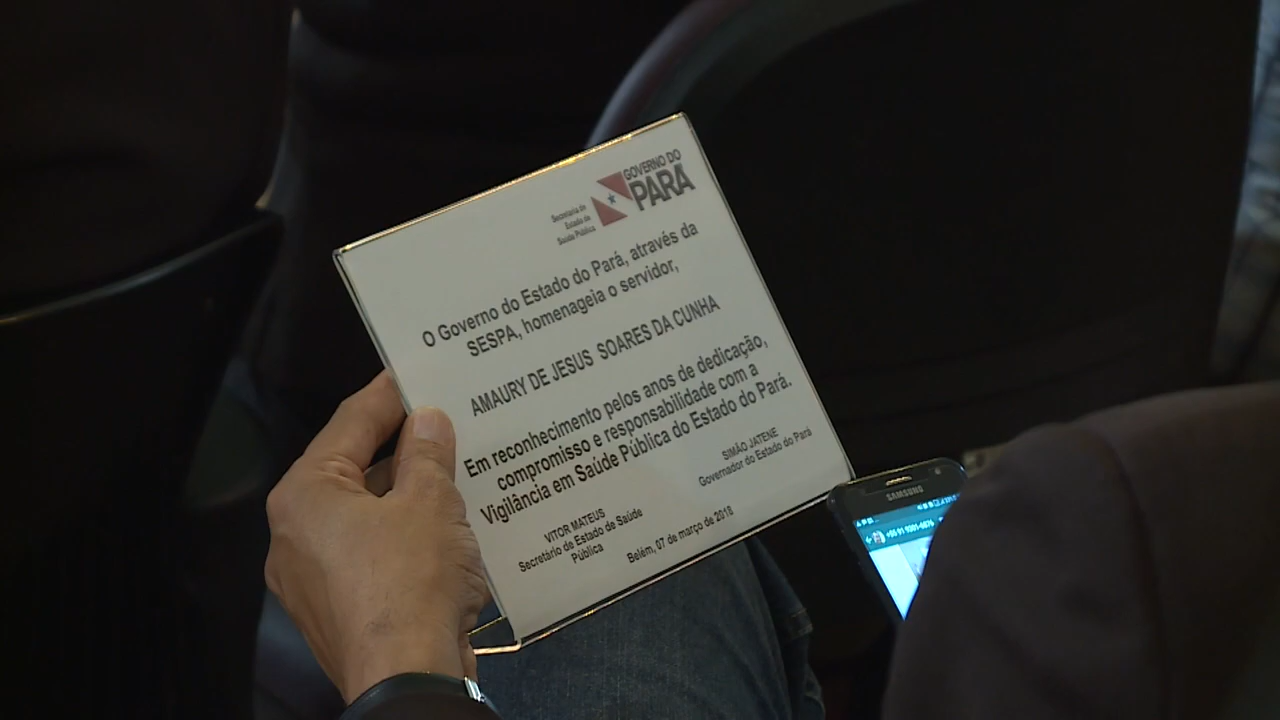 GOVERNO DO
PARÁ
Secretaria de
Estado de
Saúde Pública
O Governo do Estado do Pará, através da
SESPA, homenageia o servidor,
AMAURY DE JESUS SOARES DA CUNHA
Em reconhecimento pelos anos de dedicação,
compromisso e responsabilidade com a
Vigilância em Saúde Pública do Estado do Pará.
SIMÃO JATENE
Governador do Estado do Pará
VITOR MATEUS
Secretário de Estado de Saúde
Pública
Belém, 07 de março de 2018
SAMSUNG